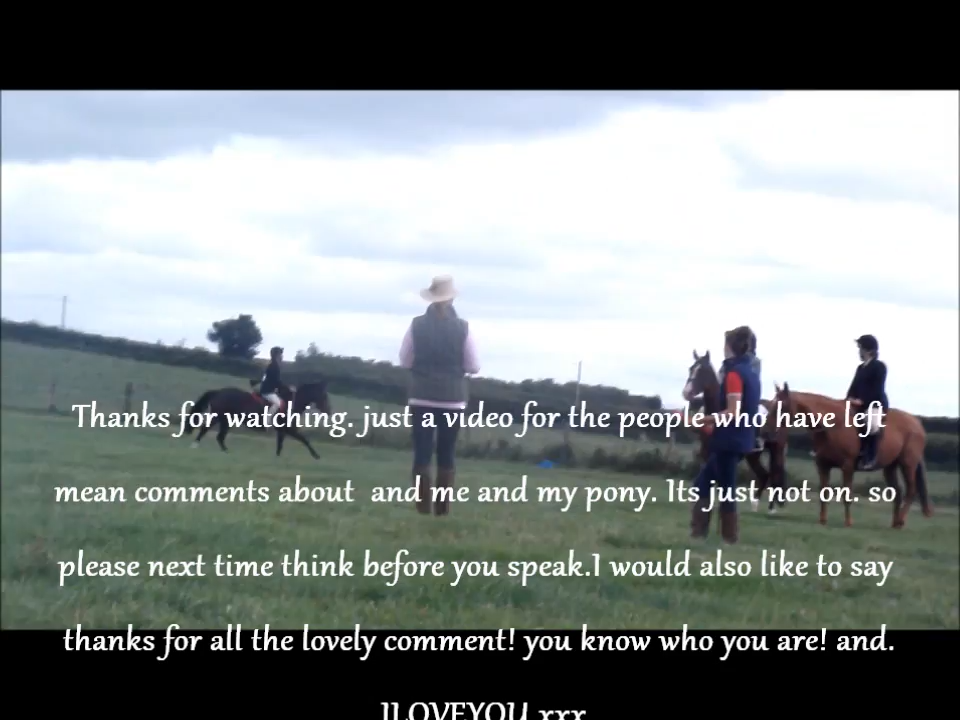 Thanks for watching. just a video for the people who have left
mean comments about  and me and my pony. Its just not on. so
please next time think before you speak.I would also like to say
thanks for all the lovely comment! you know who you are! and.
ILOVEYOU xxx